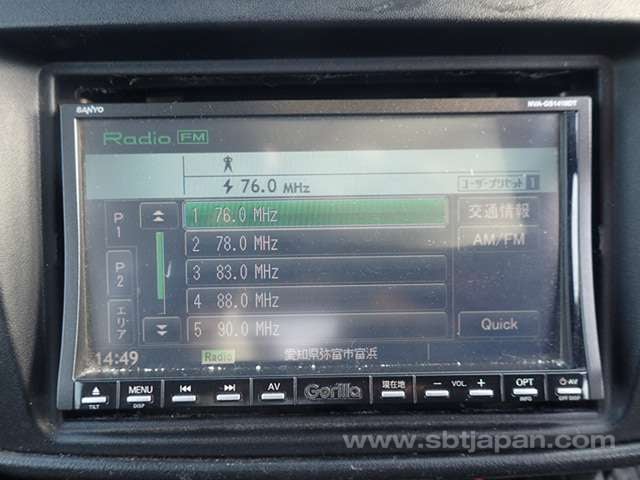 SANYO
NVA-GS1410DT
Radio FM
76.0 MHz
ユーザープリセット 1
P1
P2
エリア
1 76.0 MHz
2 78.0 MHz
3 83.0 MHz
4 88.0 MHz
5 90.0 MHz
交通情報
AM/FM
Quick
14:49
Radio
愛知県弥富市富浜
TILT
MENU
DISP
AV
Gorilla
現在地
− VOL. +
OPT
INFO
AV
OFF DISP
www.sbtjapan.com